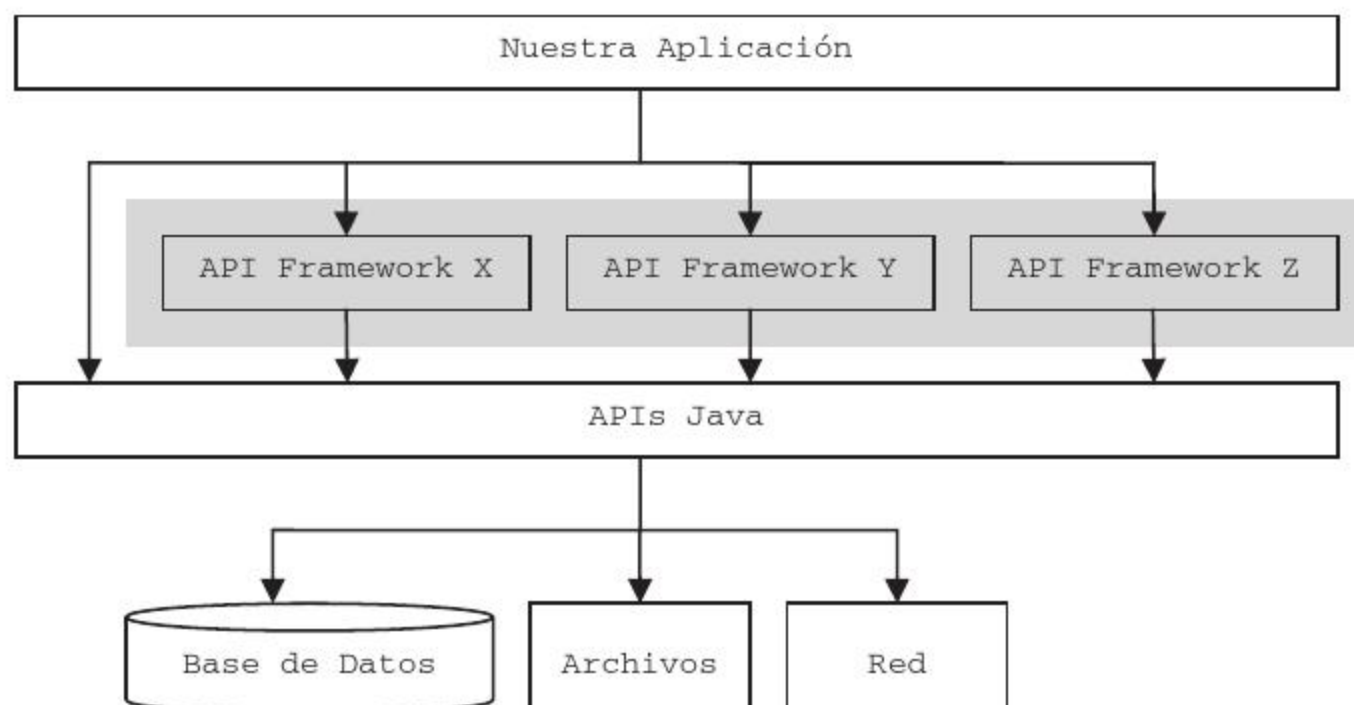 Nuestra Aplicación
API Framework X
API Framework Y
API Framework Z
APIs Java
Base de Datos
Archivos
Red